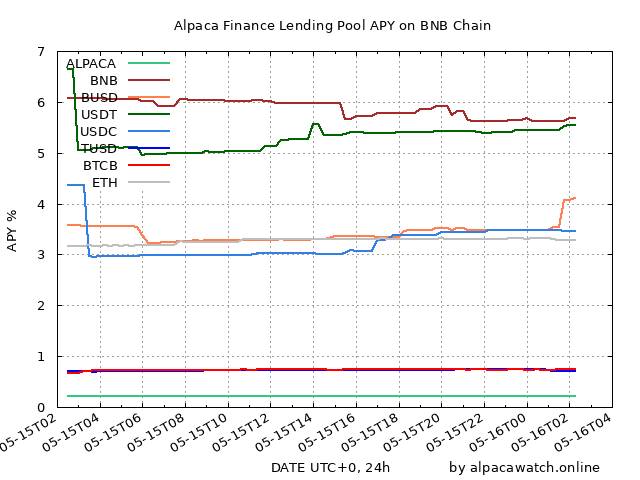 Alpaca Finance Lending Pool APY on BNB Chain
7
6
5
4
3
2
1
0
APY %
ALPACA
BNB
BUSD
USDT
USDC
TUSD
BTCB
ETH
05-15T02
05-15T04
05-15T06
05-15T08
05-15T10
05-15T12
05-15T14
05-15T16
05-15T18
05-15T20
05-15T22
05-16T00
05-16T02
05-16T04
DATE UTC+0, 24h
by alpacawatch.online